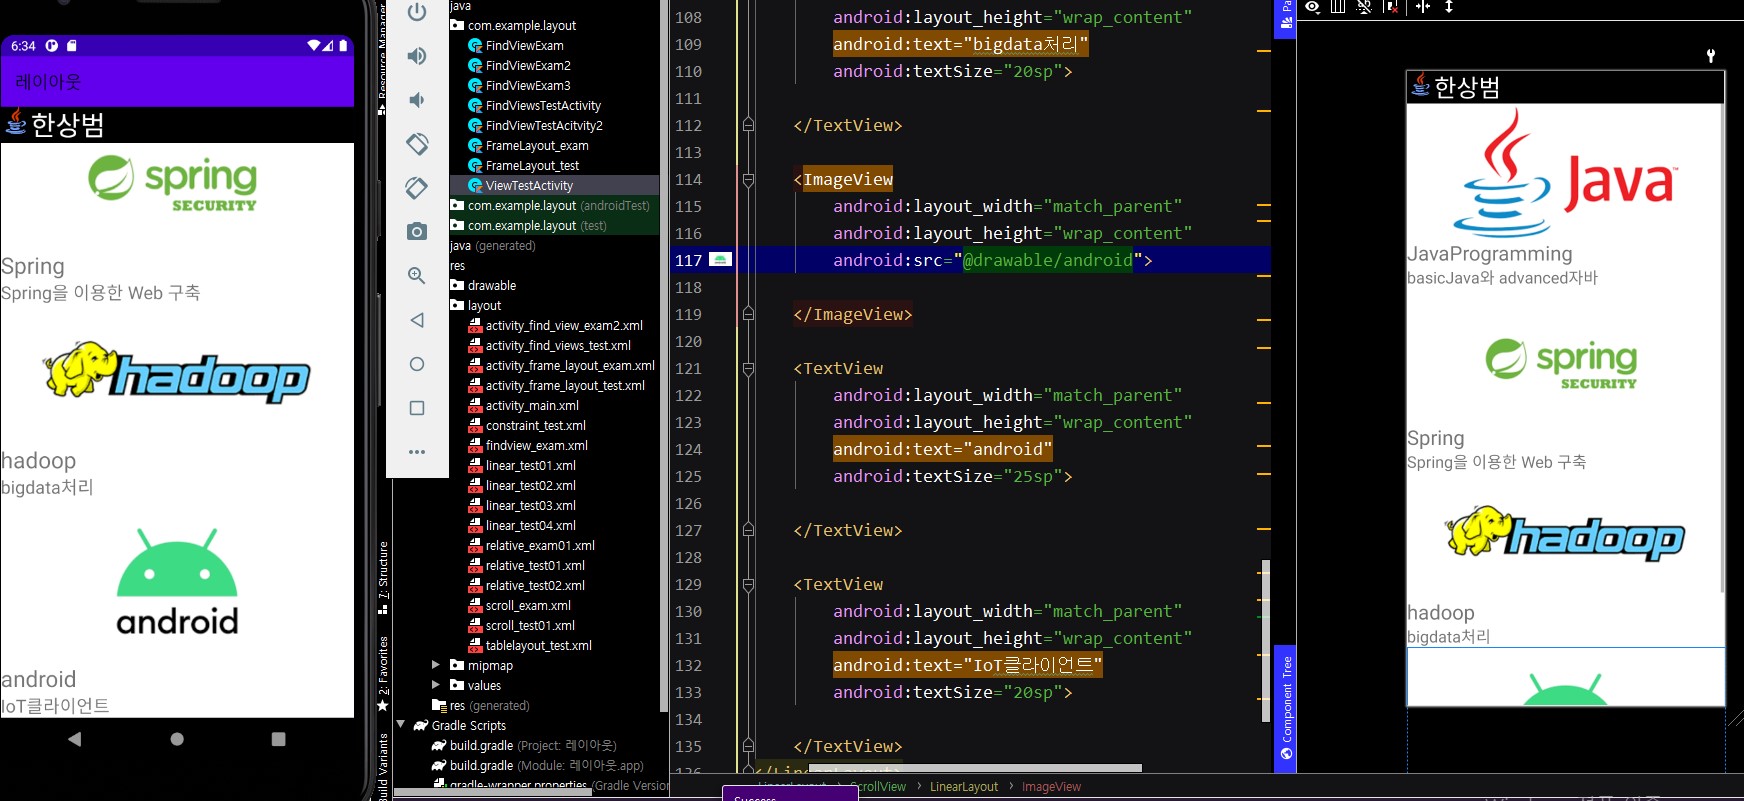 6:34
레이아웃
한상범
spring
SECURITY
Spring
Spring을 이용한 Web 구축
hadoop
hadoop
bigdata처리
android
android
IoT클라이언트
Resource Manager
7: Structure
2: Favorites
Build Variants
java
com.example.layout
FindViewExam
FindViewExam2
FindViewExam3
FindViewsTestActivity
FindViewTestAcitvity2
FrameLayout_exam
FrameLayout_test
ViewTestActivity
com.example.layout (androidTest)
com.example.layout (test)
java (generated)
res
drawable
layout
activity_find_view_exam2.xml
activity_find_views_test.xml
activity_frame_layout_exam.xml
activity_frame_layout_test.xml
activity_main.xml
constraint_test.xml
findview_exam.xml
linear_test01.xml
linear_test02.xml
linear_test03.xml
linear_test04.xml
relative_exam01.xml
relative_test01.xml
relative_test02.xml
scroll_exam.xml
scroll_test01.xml
tablelayout_test.xml
mipmap
values
res (generated)
Gradle Scripts
build.gradle (Project: 레이아웃)
build.gradle (Module: 레이아웃.app)
gradle-wrapper.properties (Gradle Version
108 android:layout_height="wrap_content"
109 android:text="bigdata처리"
110 android:textSize="20sp">
111
112 </TextView>
113
114 <ImageView
115 android:layout_width="match_parent"
116 android:layout_height="wrap_content"
117 android:src="@drawable/android">
118
119 </ImageView>
120
121 <TextView
122 android:layout_width="match_parent"
123 android:layout_height="wrap_content"
124 android:text="android"
125 android:textSize="25sp">
126
127 </TextView>
128
129 <TextView
130 android:layout_width="match_parent"
131 android:layout_height="wrap_content"
132 android:text="IoT클라이언트"
133 android:textSize="20sp">
134
135 </TextView>
136 </LinearLayout>
LinearLayout › ScrollView › LinearLayout › ImageView
Success
Pa
Component Tree
한상범
Java™
JavaProgramming
basicJava와 advanced자바
spring
SECURITY
Spring
Spring을 이용한 Web 구축
hadoop
hadoop
bigdata처리